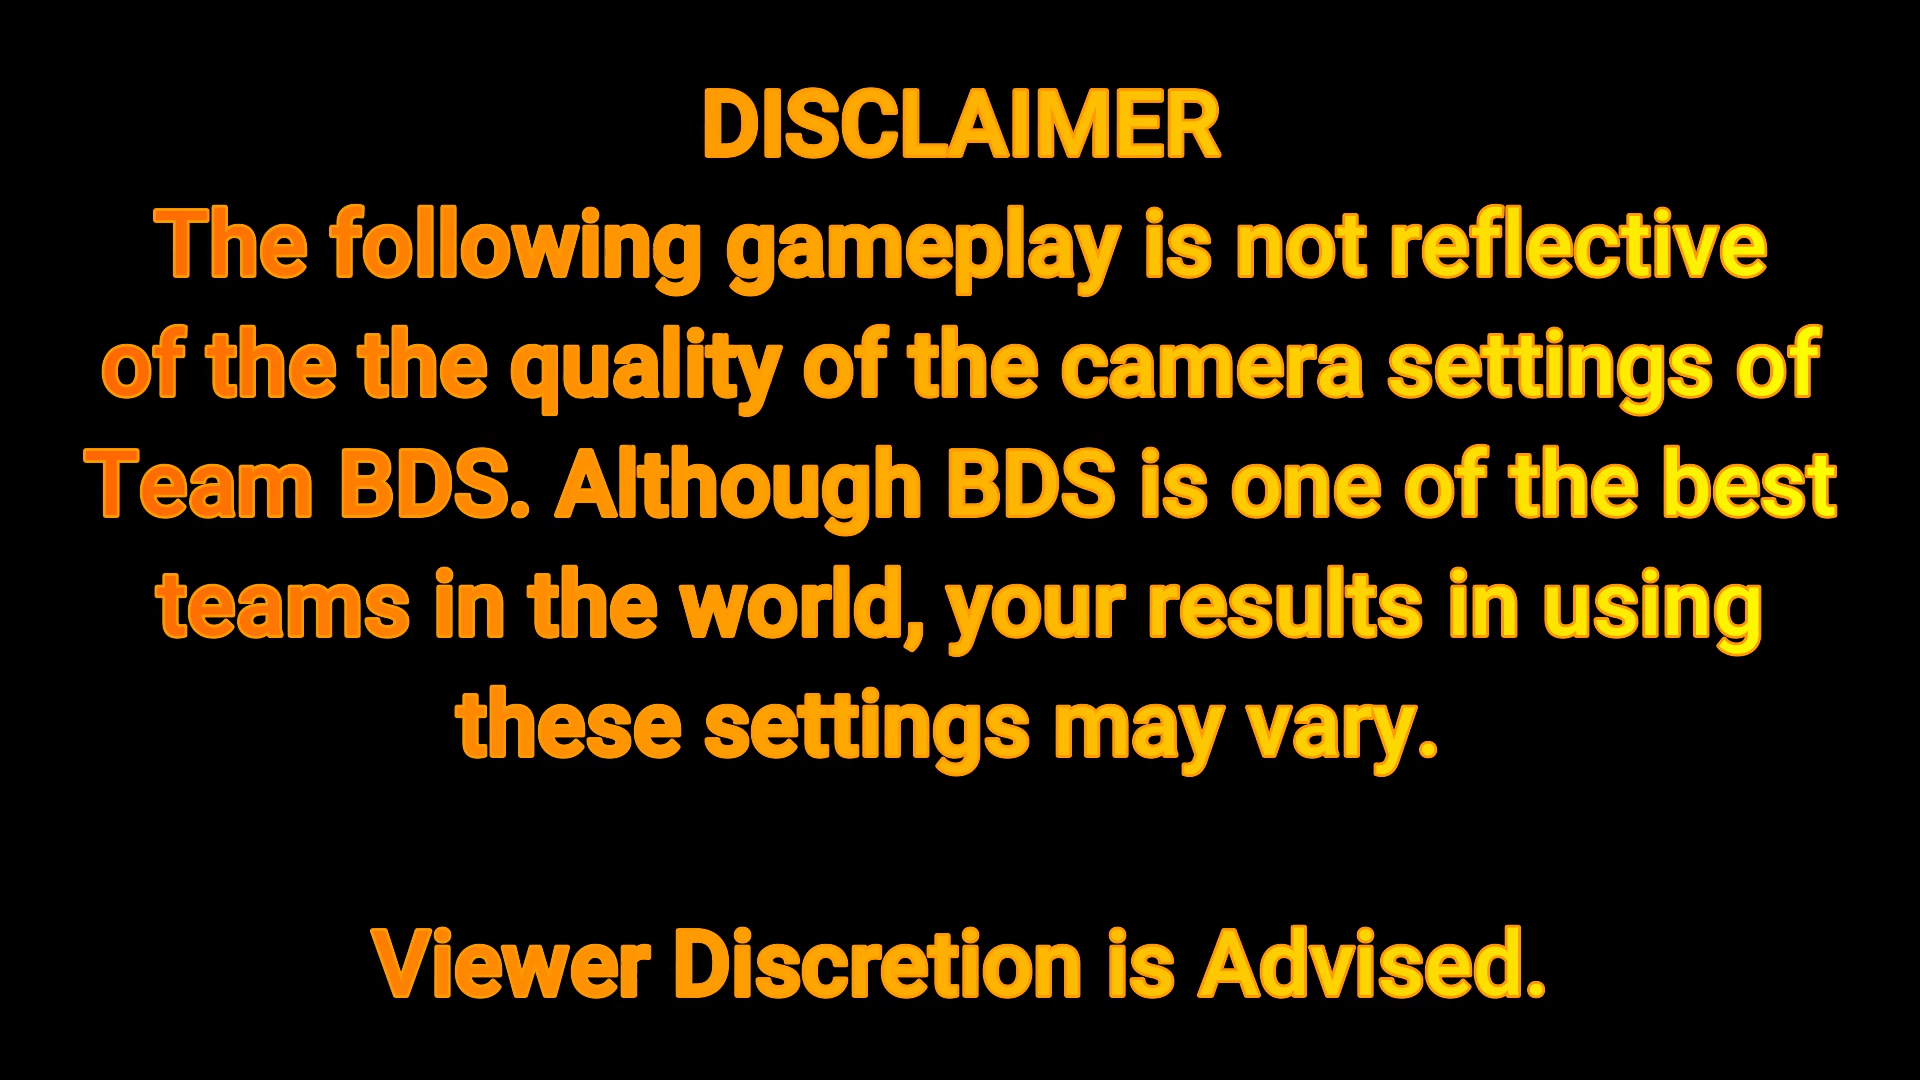 DISCLAIMER
The following gameplay is not reflective
of the the quality of the camera settings of
Team BDS. Although BDS is one of the best
teams in the world, your results in using
these settings may vary.
Viewer Discretion is Advised.